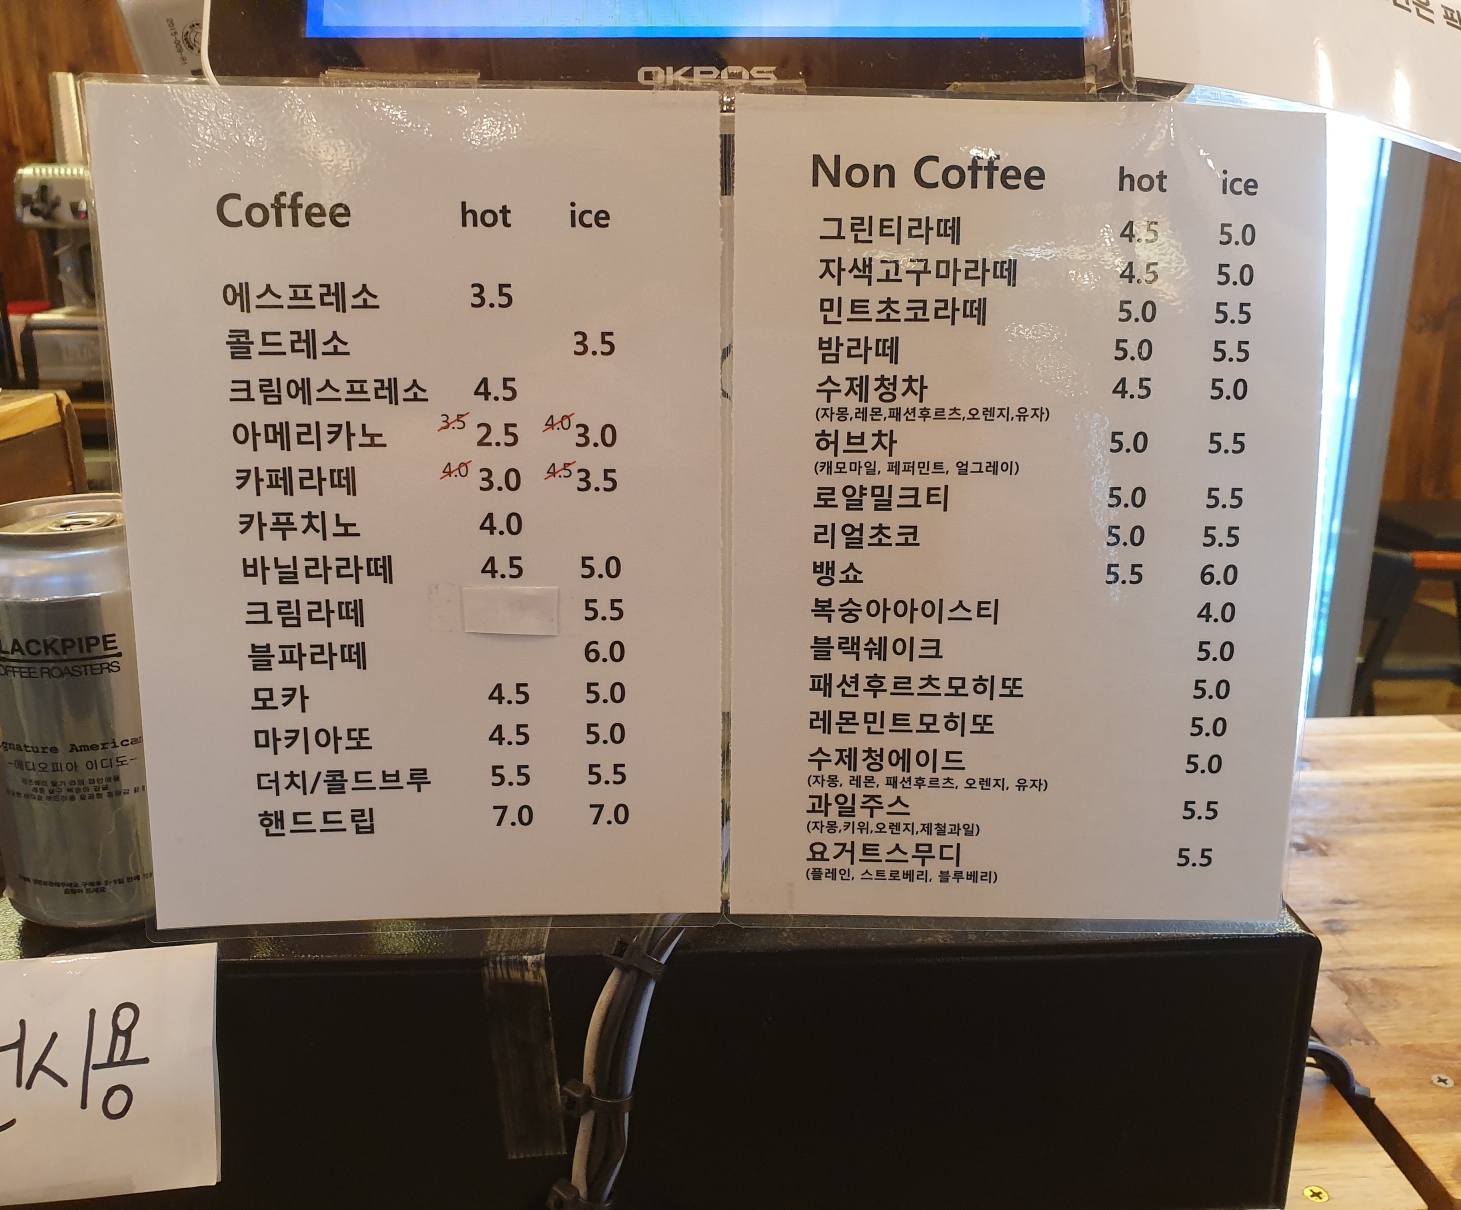 2015-009-01
OKPOS
Coffee hot ice
에스프레소 3.5
콜드레소 3.5
크림에스프레소 4.5
아메리카노 3.5 2.5 4.0 3.0
카페라떼 4.0 3.0 4.5 3.5
카푸치노 4.0
바닐라라떼 4.5 5.0
크림라떼 5.5
블파라떼 6.0
모카 4.5 5.0
마키아또 4.5 5.0
더치/콜드브루 5.5 5.5
핸드드립 7.0 7.0
Non Coffee hot ice
그린티라떼 4.5 5.0
자색고구마라떼 4.5 5.0
민트초코라떼 5.0 5.5
밤라떼 5.0 5.5
수제청차 4.5 5.0
(자몽,레몬,패션후르츠,오렌지,유자)
허브차 5.0 5.5
(캐모마일, 페퍼민트, 얼그레이)
로얄밀크티 5.0 5.5
리얼초코 5.0 5.5
뱅쇼 5.5 6.0
복숭아아이스티 4.0
블랙쉐이크 5.0
패션후르츠모히또 5.0
레몬민트모히또 5.0
수제청에이드 5.0
(자몽, 레몬, 패션후르츠, 오렌지, 유자)
과일주스 5.5
(자몽,키위,오렌지,제철과일)
요거트스무디 5.5
(플레인, 스트로베리, 블루베리)
LACKPIPE
OFFEE ROASTERS
gnature American
-에티오피아 이디도-
시용